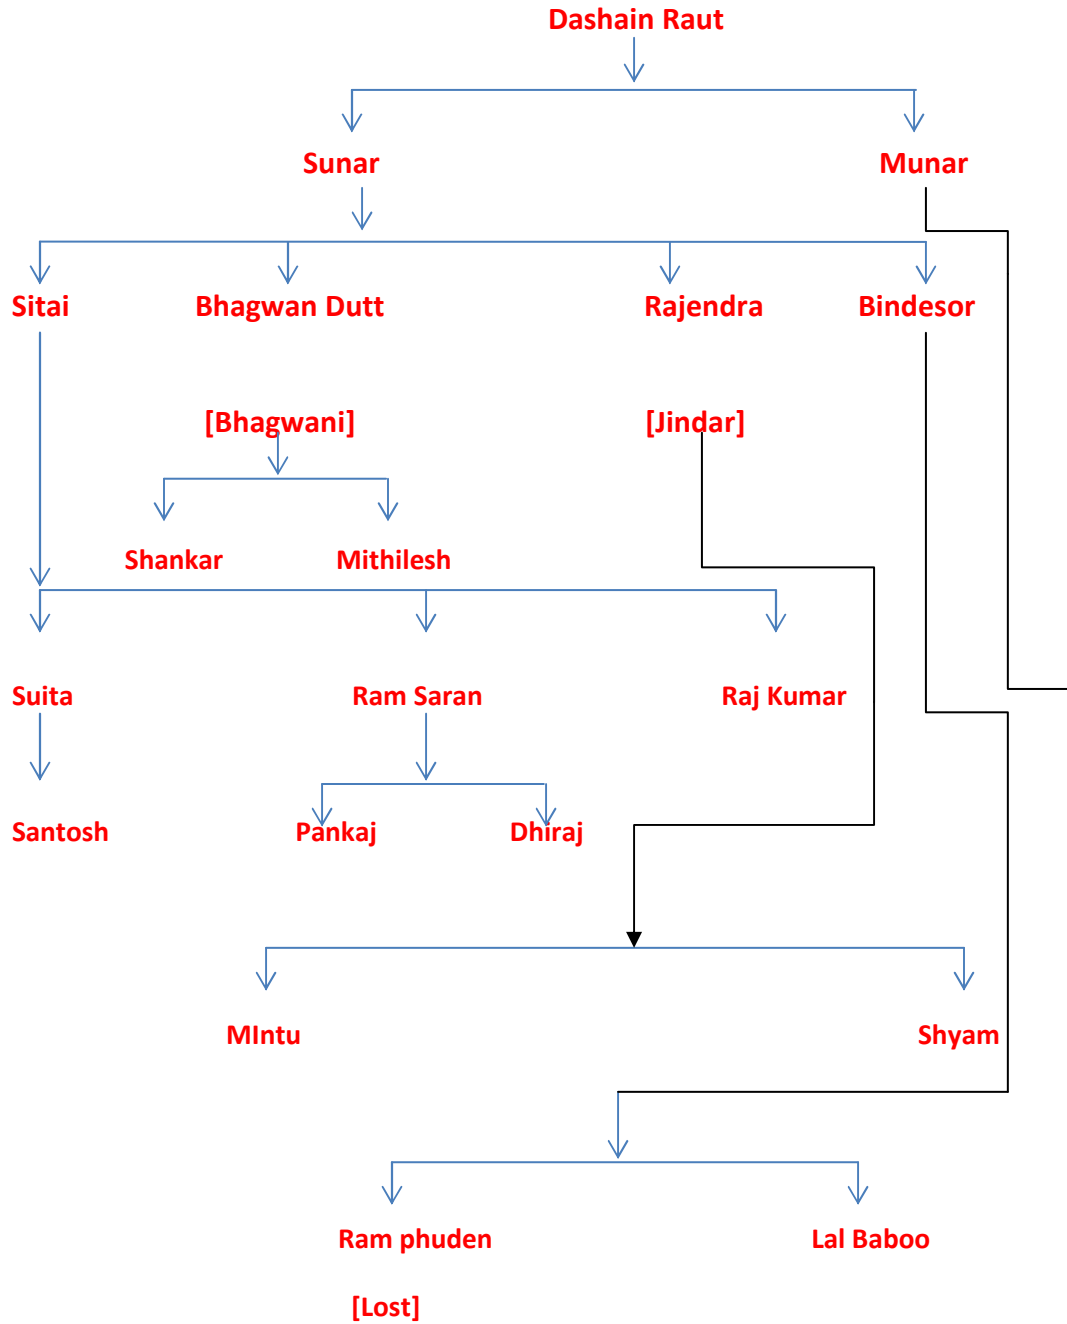 Dashain Raut
Sunar Munar
Sitai Bhagwan Dutt Rajendra Bindesor
[Bhagwani] [Jindar]
Shankar Mithilesh
Suita Ram Saran Raj Kumar
Santosh Pankaj Dhiraj
MIntu Shyam
Ram phuden Lal Baboo
[Lost]